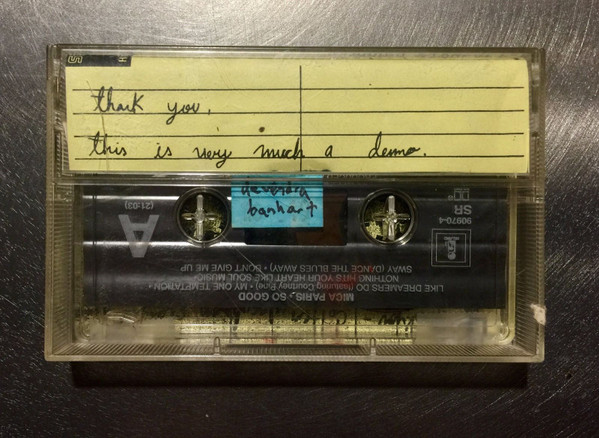 thank you.
this is very much a demo.
devendra
banhart
A
(21:03)
90970-4
SR
MICA PARIS, SO GOOD
LIKE DREAMERS DO (featuring Courtney Pine) • MY ONE TEMPTATION •
NOTHING HITS YOUR HEART LIKE SOUL MUSIC •
SWAY (DANCE THE BLUES AWAY) • DON'T GIVE ME UP